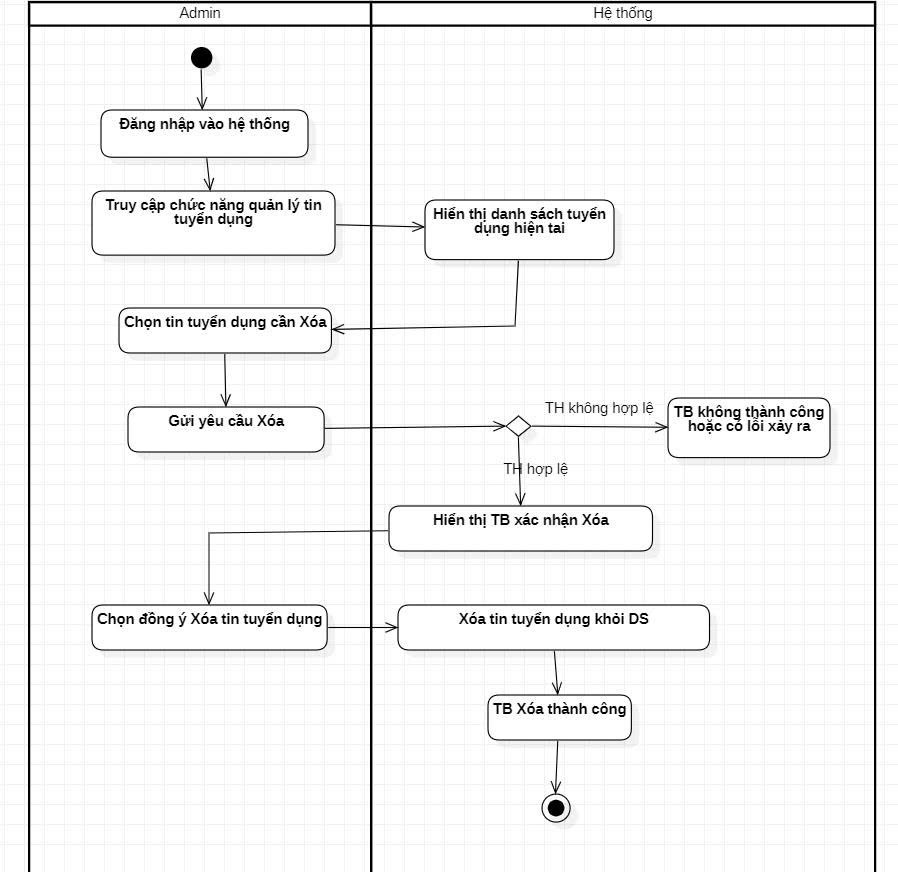 Admin
Hệ thống
Đăng nhập vào hệ thống
Truy cập chức năng quản lý tin
tuyển dụng
Hiển thị danh sách tuyển
dụng hiện tai
Chọn tin tuyển dụng cần Xóa
Gửi yêu cầu Xóa
TH không hợp lệ
TB không thành công
hoặc có lỗi xảy ra
TH hợp lệ
Hiển thị TB xác nhận Xóa
Chọn đồng ý Xóa tin tuyển dụng
Xóa tin tuyển dụng khỏi DS
TB Xóa thành công